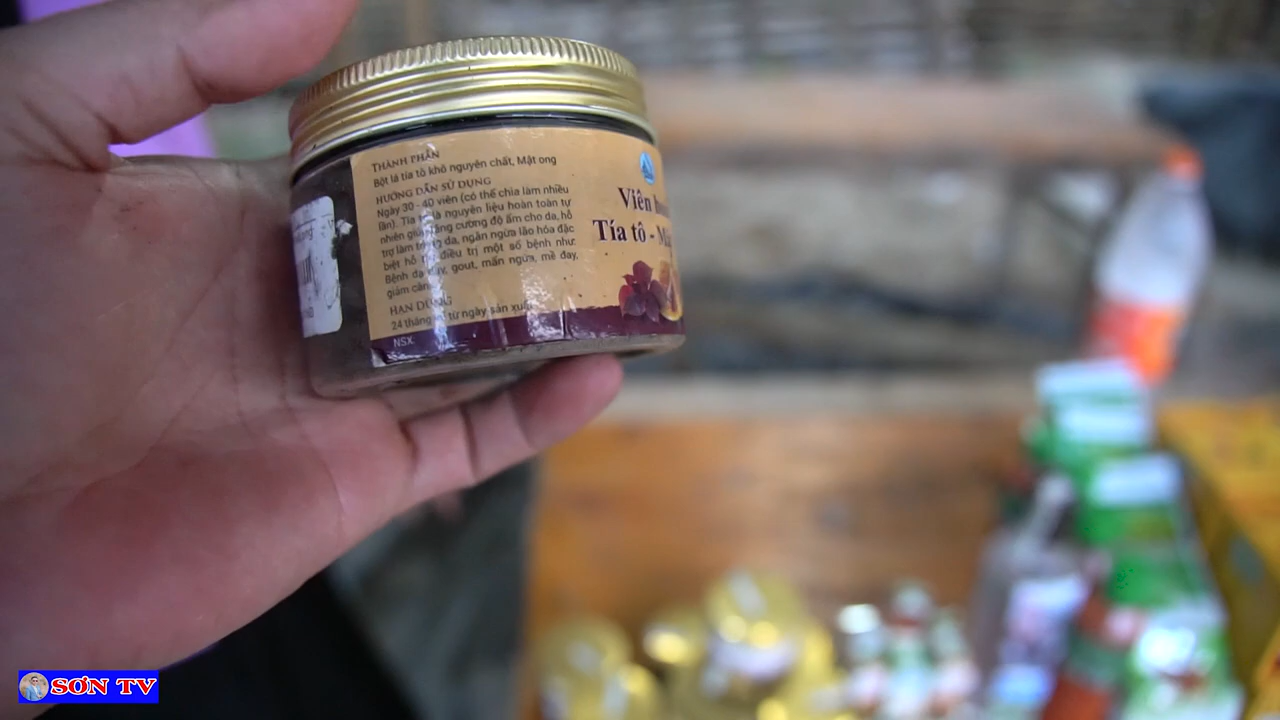 THÀNH PHẦN
Bột lá tía tô khô nguyên chất, Mật ong
HƯỚNG DẪN SỬ DỤNG
Ngày 30 - 40 viên (có thể chia làm nhiều
lần). Tía tô là nguyên liệu hoàn toàn tự
nhiên giúp tăng cường độ ẩm cho da, hỗ
trợ làm trắng da, ngăn ngừa lão hóa đặc
biệt hỗ trợ điều trị một số bệnh như
Bệnh dạ dày, gout, mẩn ngứa, mề đay,
giảm cân
HẠN DÙNG
24 tháng từ ngày sản xuất
NSX
Viên
Tía tô -
SƠN TV